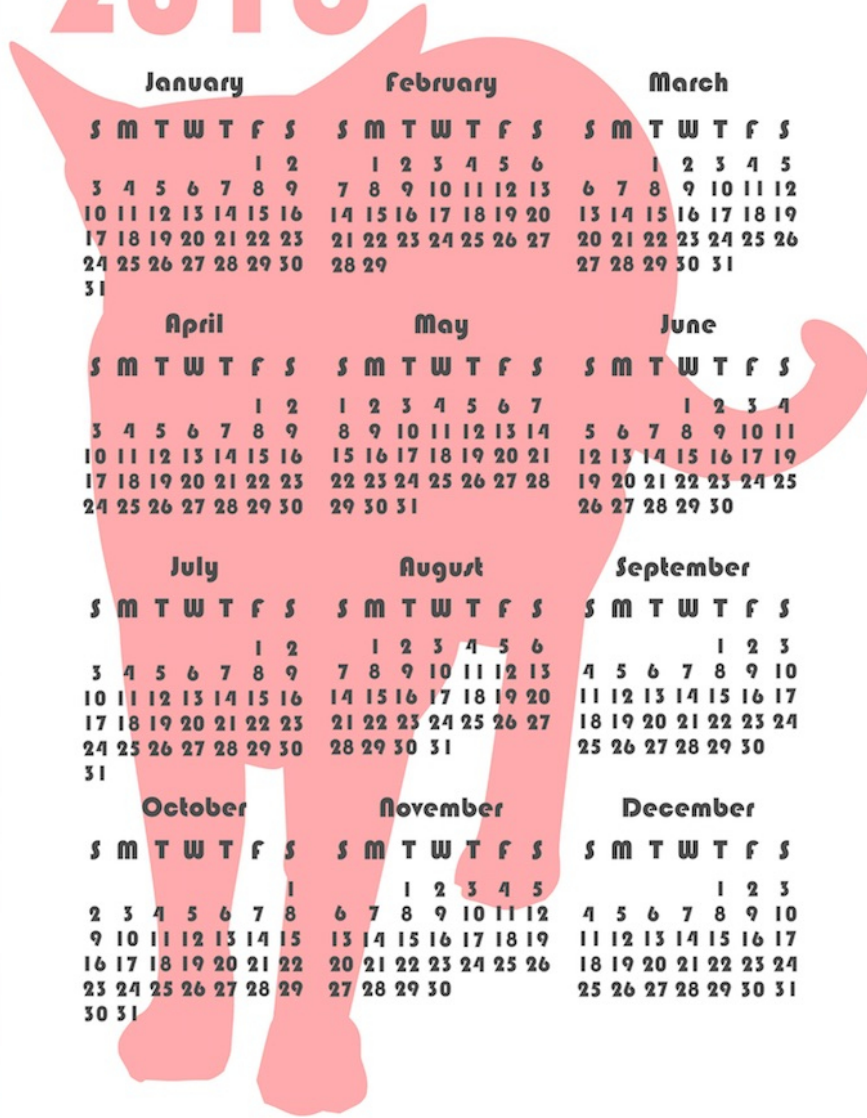 January
S M T W T F S
1 2
3 4 5 6 7 8 9
10 11 12 13 14 15 16
17 18 19 20 21 22 23
24 25 26 27 28 29 30
31
February
S M T W T F S
1 2 3 4 5 6
7 8 9 10 11 12 13
14 15 16 17 18 19 20
21 22 23 24 25 26 27
28 29
March
S M T W T F S
1 2 3 4 5
6 7 8 9 10 11 12
13 14 15 16 17 18 19
20 21 22 23 24 25 26
27 28 29 30 31
April
S M T W T F S
1 2
3 4 5 6 7 8 9
10 11 12 13 14 15 16
17 18 19 20 21 22 23
24 25 26 27 28 29 30
May
S M T W T F S
1 2 3 4 5 6 7
8 9 10 11 12 13 14
15 16 17 18 19 20 21
22 23 24 25 26 27 28
29 30 31
June
S M T W T F S
1 2 3 4
5 6 7 8 9 10 11
12 13 14 15 16 17 19
19 20 21 22 23 24 25
26 27 28 29 30
July
S M T W T F S
1 2
3 4 5 6 7 8 9
10 11 12 13 14 15 16
17 18 19 20 21 22 23
24 25 26 27 28 29 30
31
August
S M T W T F S
1 2 3 4 5 6
7 8 9 10 11 12 13
14 15 16 17 18 19 20
21 22 23 24 25 26 27
28 29 30 31
September
S M T W T F S
1 2 3
4 5 6 7 8 9 10
11 12 13 14 15 16 17
18 19 20 21 22 23 24
25 26 27 28 29 30
October
S M T W T F S
1
2 3 4 5 6 7 8
9 10 11 12 13 14 15
16 17 18 19 20 21 22
23 24 25 26 27 28 29
30 31
November
S M T W T F S
1 2 3 4 5
6 7 8 9 10 11 12
13 14 15 16 17 18 19
20 21 22 23 24 25 26
27 28 29 30
December
S M T W T F S
1 2 3
4 5 6 7 8 9 10
11 12 13 14 15 16 17
18 19 20 21 22 23 24
25 26 27 28 29 30 31